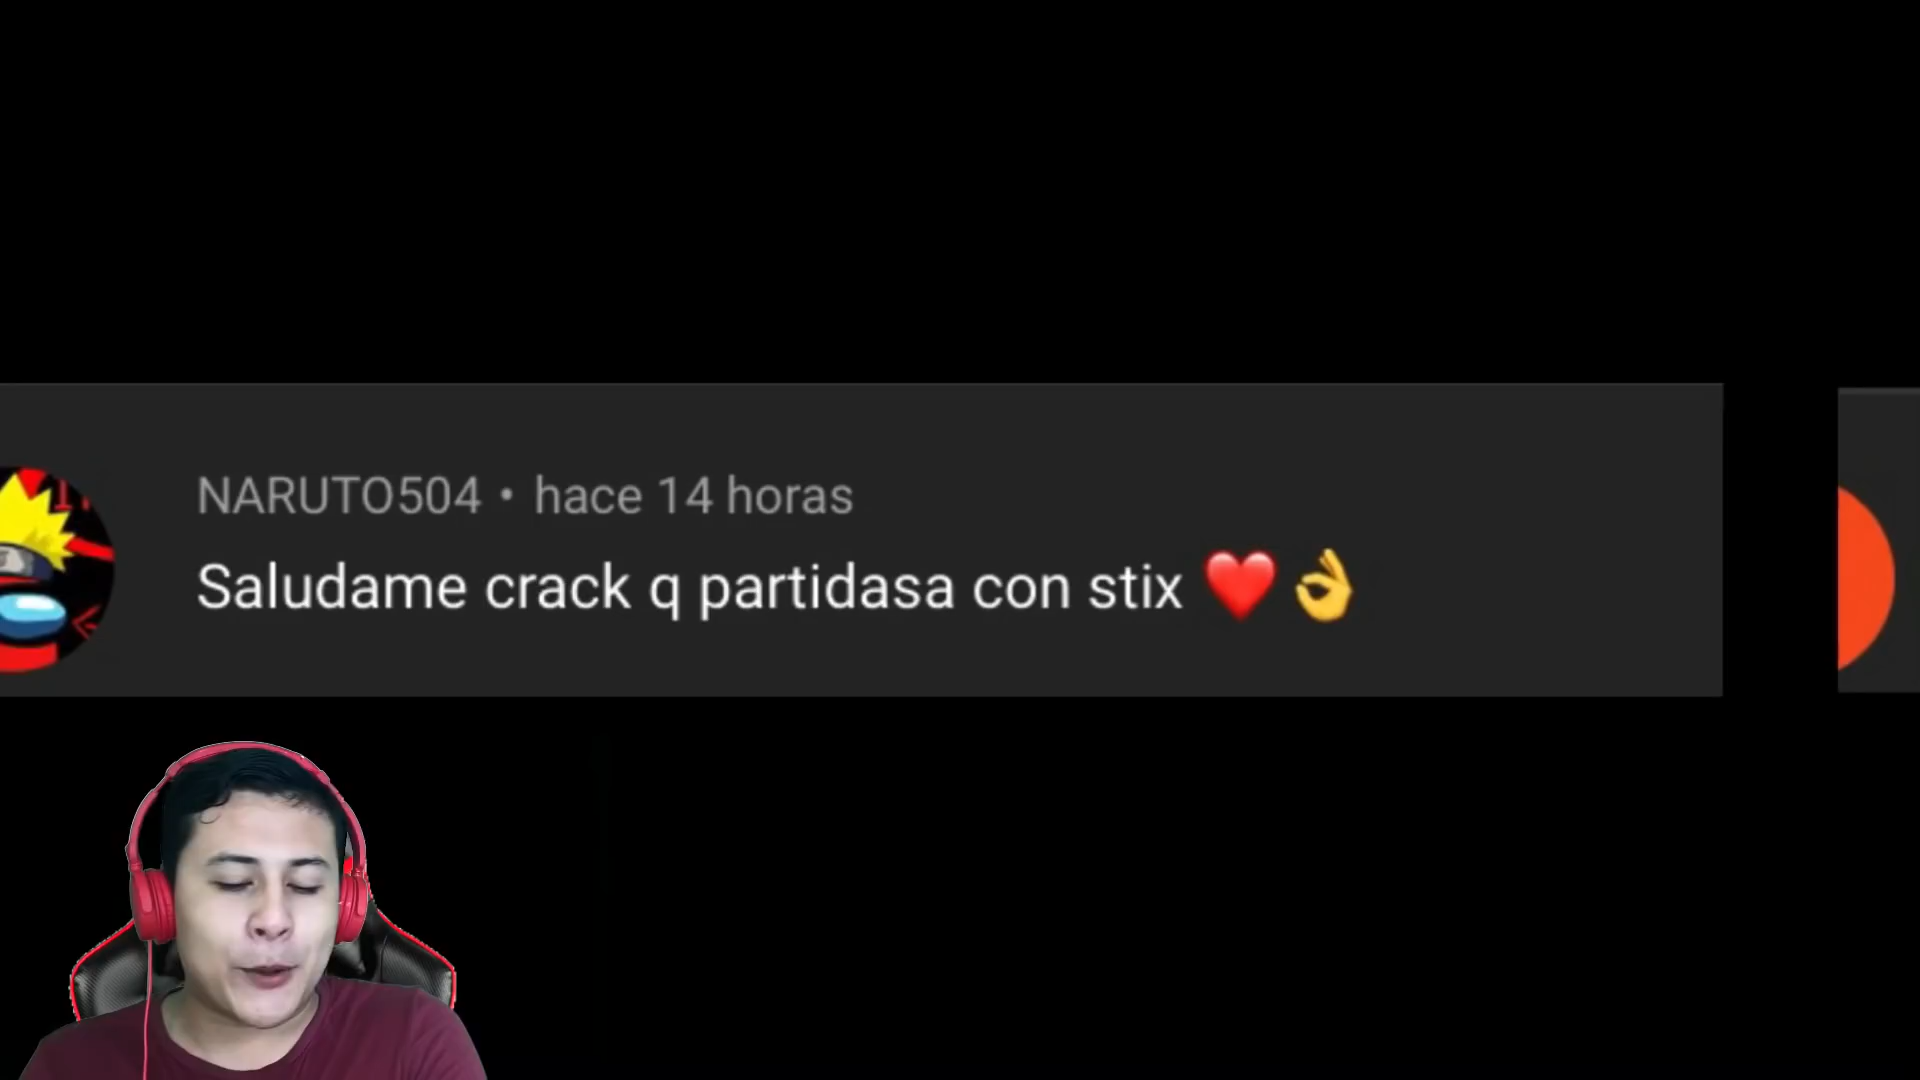 NARUTO504 • hace 14 horas
Saludame crack q partidasa con stix ❤️👌